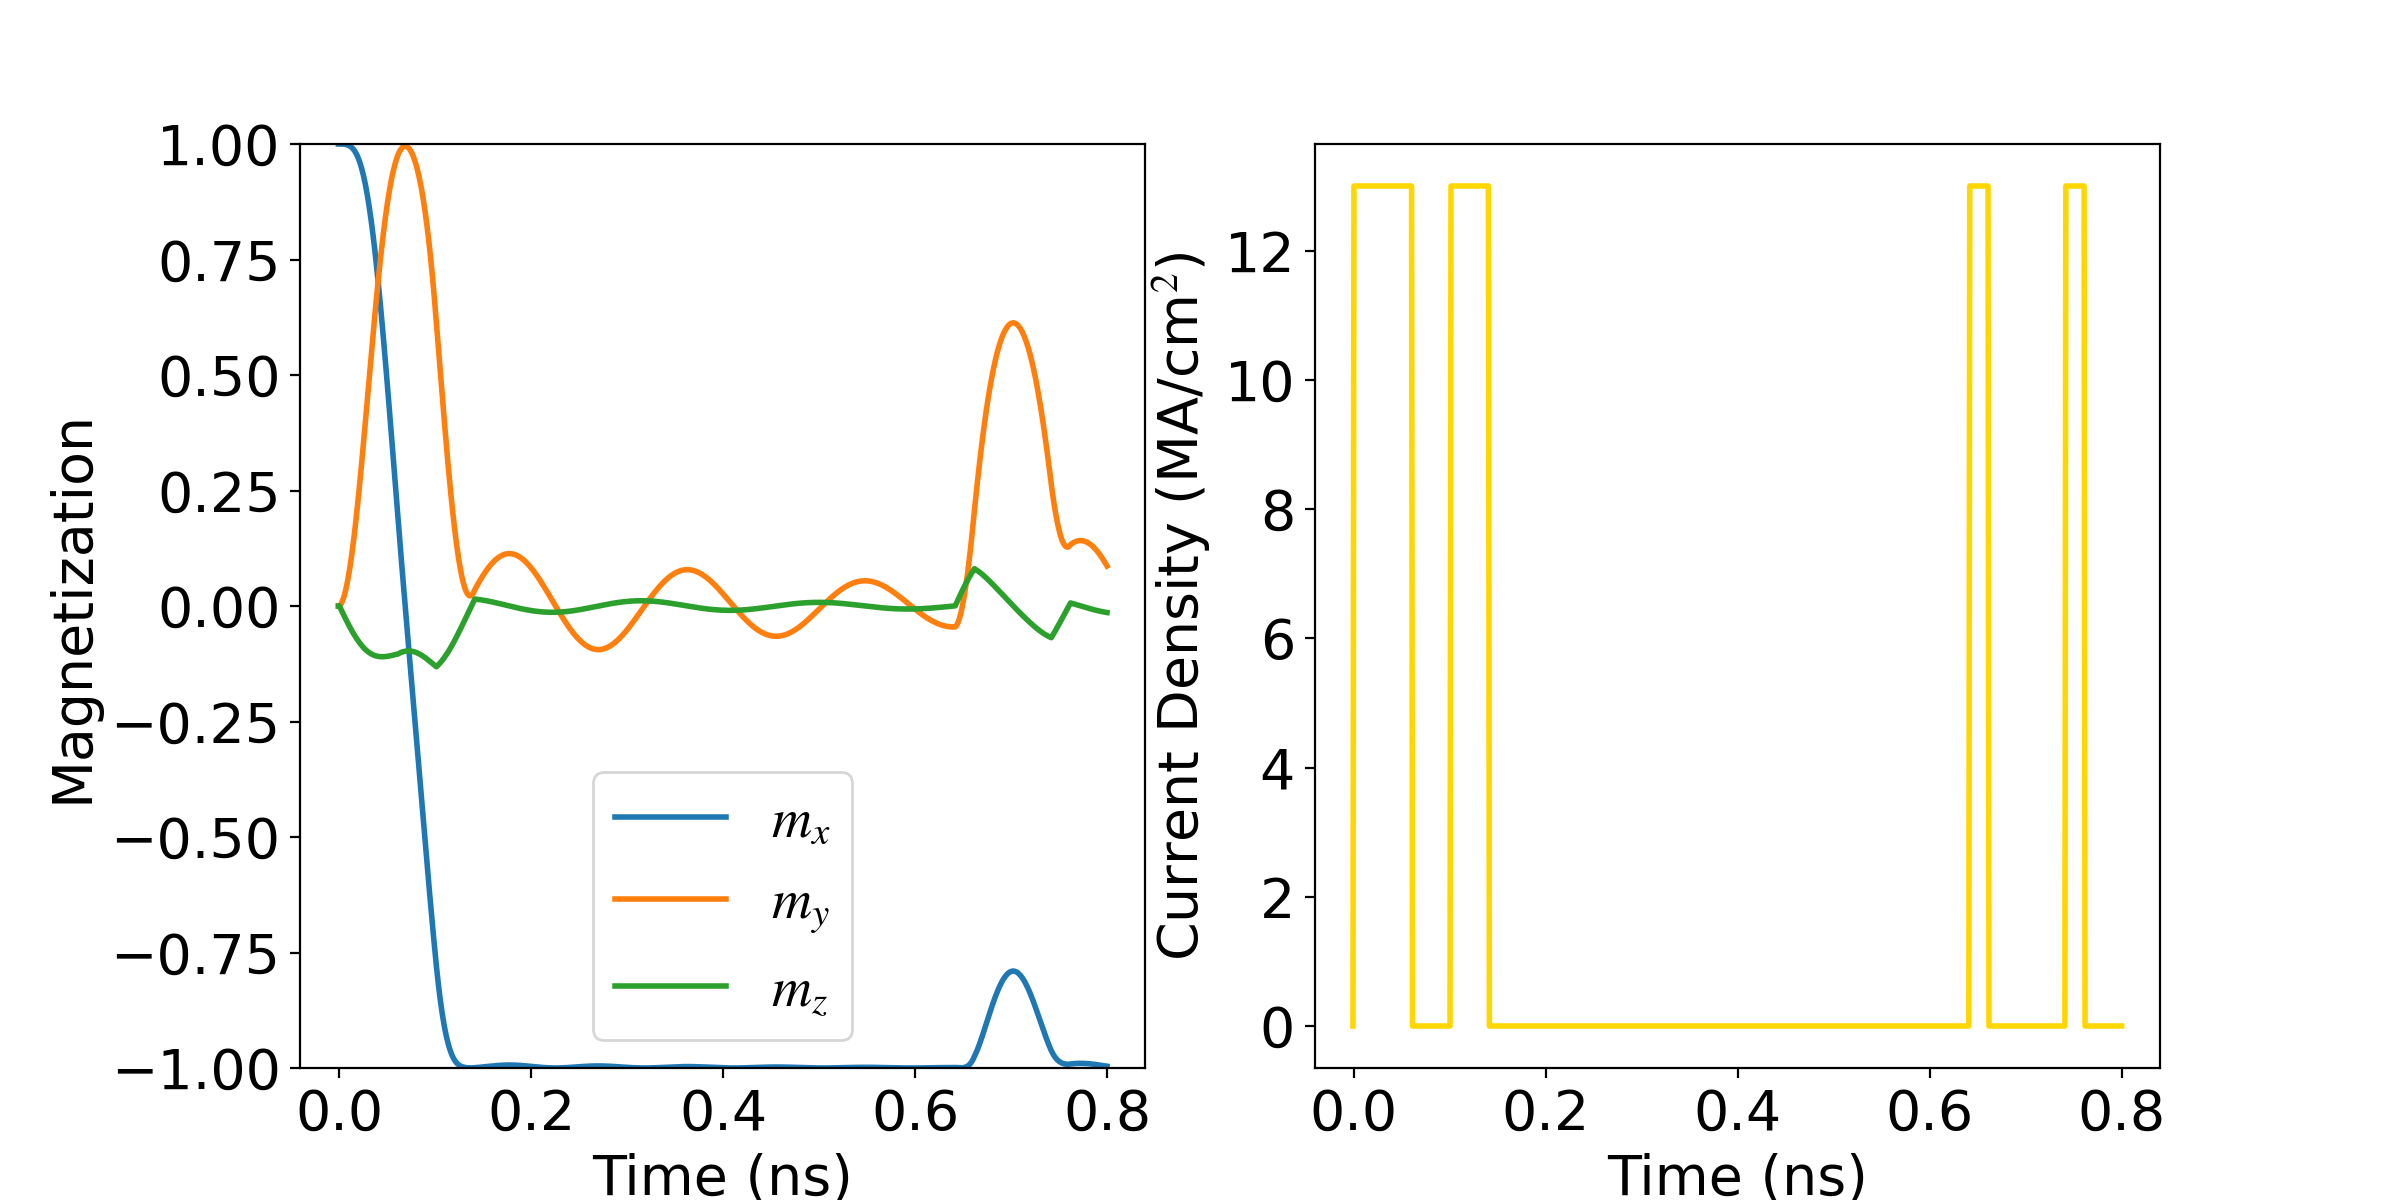 1.00
0.75
0.50
0.25
0.00
−0.25
−0.50
−0.75
−1.00
Magnetization
0.0 0.2 0.4 0.6 0.8
Time (ns)
m_x
m_y
m_z
Current Density (MA/cm²)
12
10
8
6
4
2
0
0.0 0.2 0.4 0.6 0.8
Time (ns)